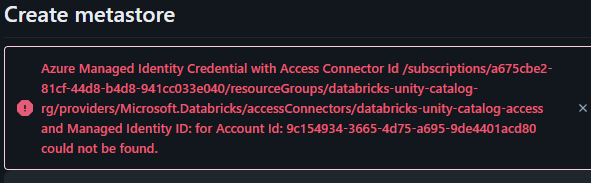 Create metastore
Azure Managed Identity Credential with Access Connector Id /subscriptions/a675cbe2-
81cf-44d8-b4d8-941cc033e040/resourceGroups/databricks-unity-catalog-
rg/providers/Microsoft.Databricks/accessConnectors/databricks-unity-catalog-access
and Managed Identity ID: for Account Id: 9c154934-3665-4d75-a695-9de4401acd80
could not be found.